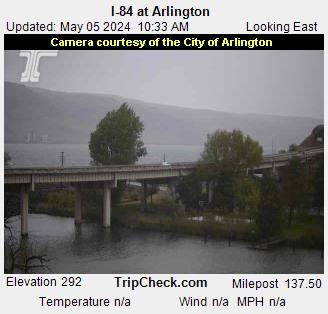 I-84 at Arlington
Updated: May 05 2024 10:33 AM Looking East
Camera courtesy of the City of Arlington
Elevation 292 TripCheck.com Milepost 137.50
Temperature n/a Wind n/a MPH n/a